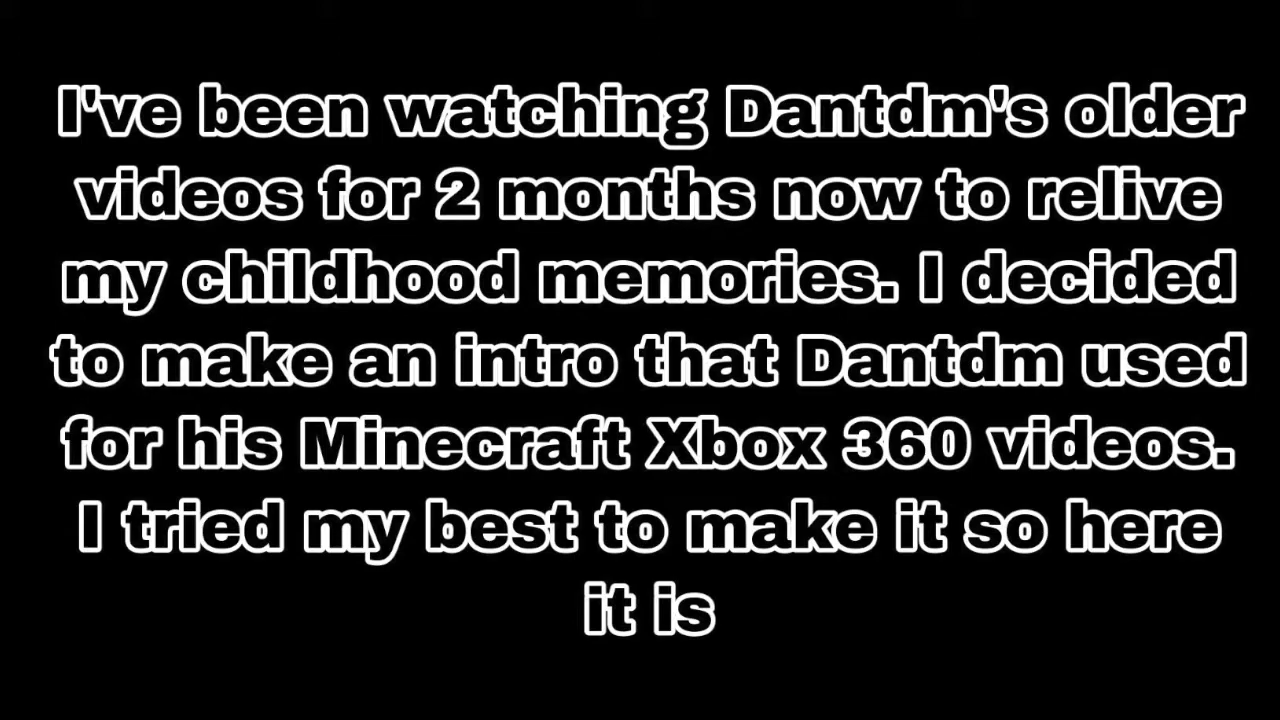 I've been watching Dantdm's older
videos for 2 months now to relive
my childhood memories. I decided
to make an intro that Dantdm used
for his Minecraft Xbox 360 videos.
I tried my best to make it so here
it is